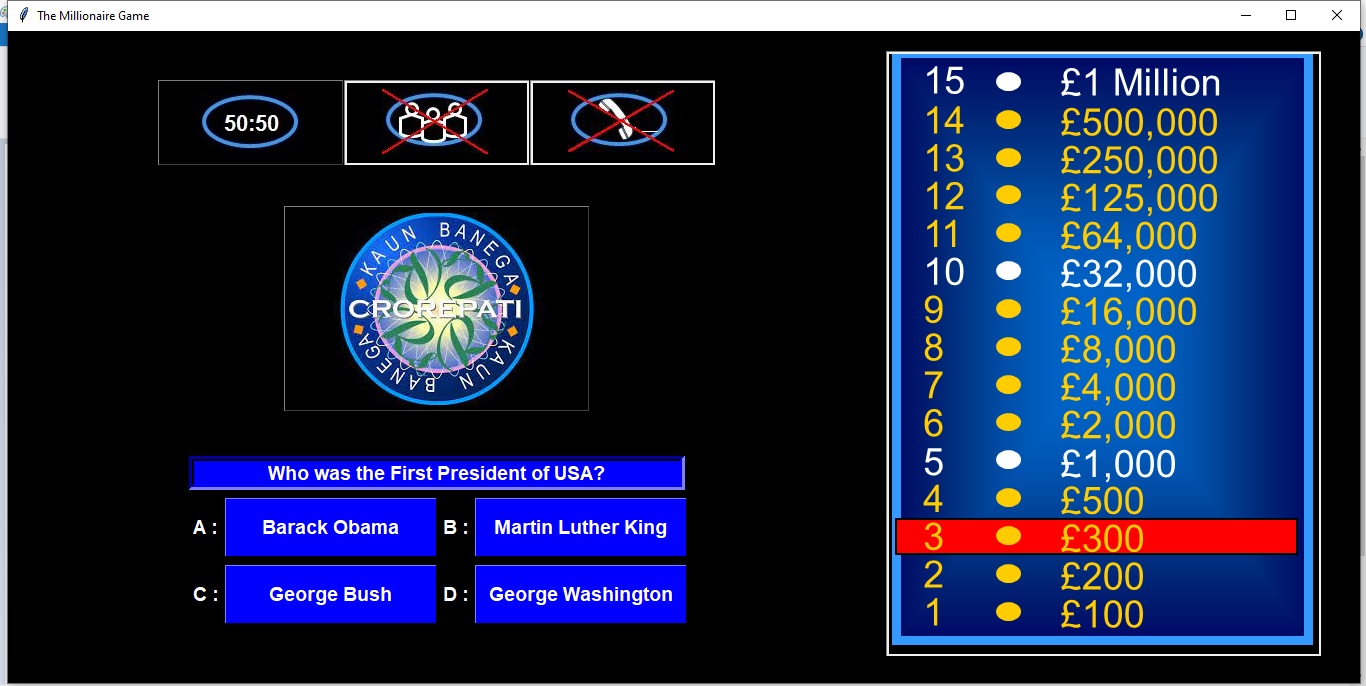 The Millionaire Game
50:50
KAUN BANEGA
CROREPATI
KAUN BANEGA
Who was the First President of USA?
A : Barack Obama B : Martin Luther King
C : George Bush D : George Washington
15 £1 Million
14 £500,000
13 £250,000
12 £125,000
11 £64,000
10 £32,000
9 £16,000
8 £8,000
7 £4,000
6 £2,000
5 £1,000
4 £500
3 £300
2 £200
1 £100